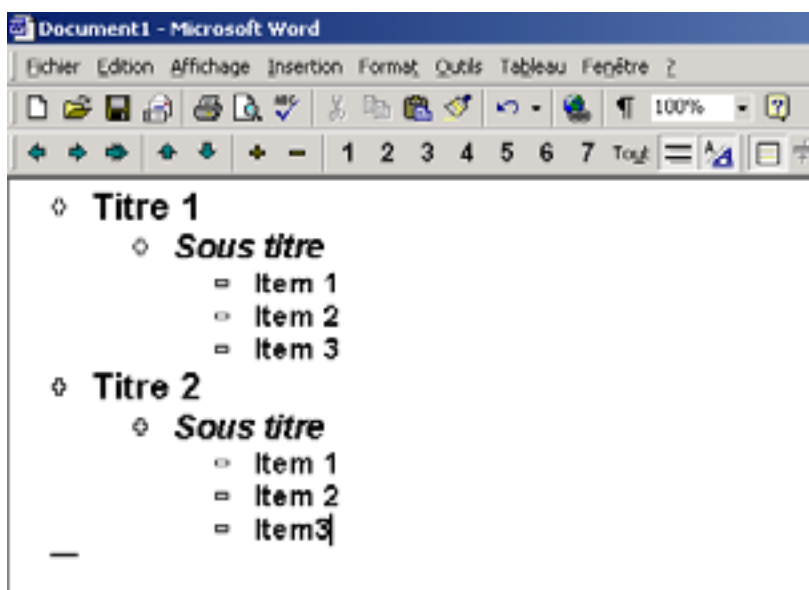 Document1 - Microsoft Word
Fichier Edition Affichage Insertion Format Outils Tableau Fenêtre ?
ABC ¶ 100% ?
1 2 3 4 5 6 7 Tout A
Titre 1
Sous titre
Item 1
Item 2
Item 3
Titre 2
Sous titre
Item 1
Item 2
Item3